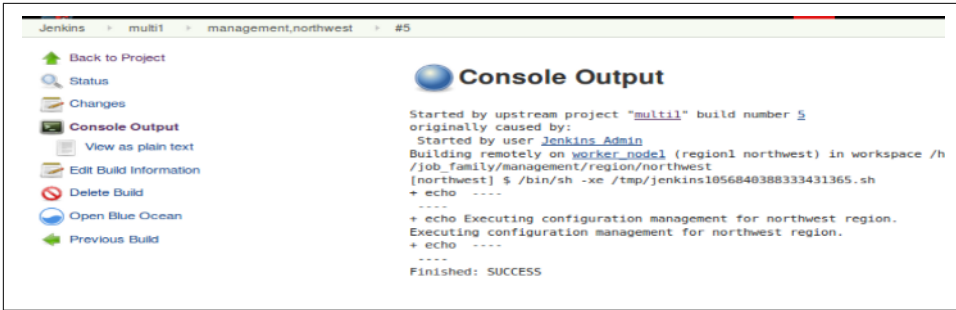 Jenkins multi1 management,northwest #5
Back to Project
Status
Changes
Console Output
View as plain text
Edit Build Information
Delete Build
Open Blue Ocean
Previous Build
Console Output
Started by upstream project "multi1" build number 5
originally caused by:
Started by user Jenkins Admin
Building remotely on worker_node1 (region1 northwest) in workspace /h
/job_family/management/region/northwest
[northwest] $ /bin/sh -xe /tmp/jenkins1056840388333431365.sh
+ echo ----
----
+ echo Executing configuration management for northwest region.
Executing configuration management for northwest region.
+ echo ----
----
Finished: SUCCESS